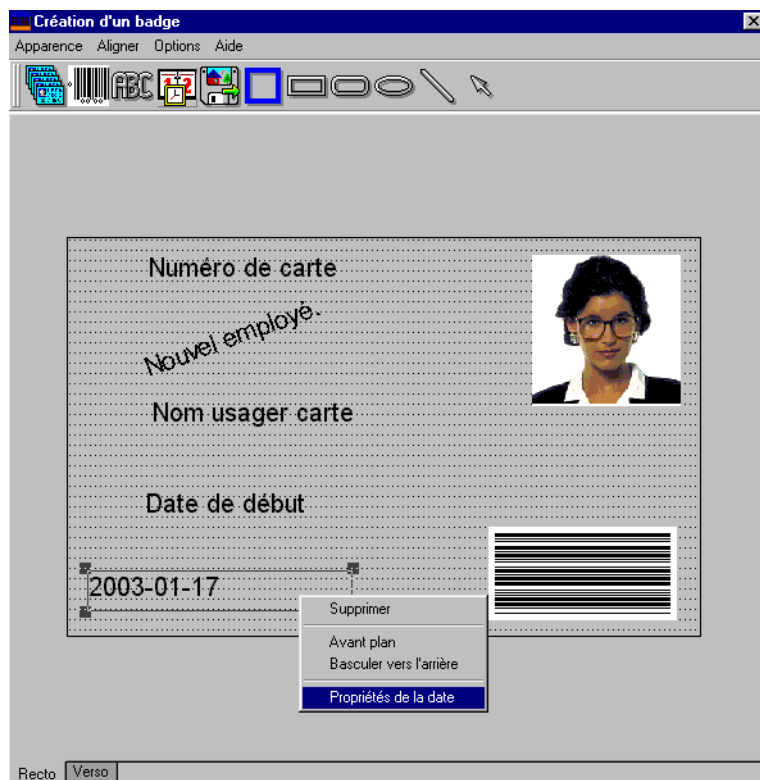 Création d'un badge
Apparence Aligner Options Aide
ABC
Numéro de carte
Nouvel employé.
Nom usager carte
Date de début
2003-01-17
Supprimer
Avant plan
Basculer vers l'arrière
Propriétés de la date
Recto Verso